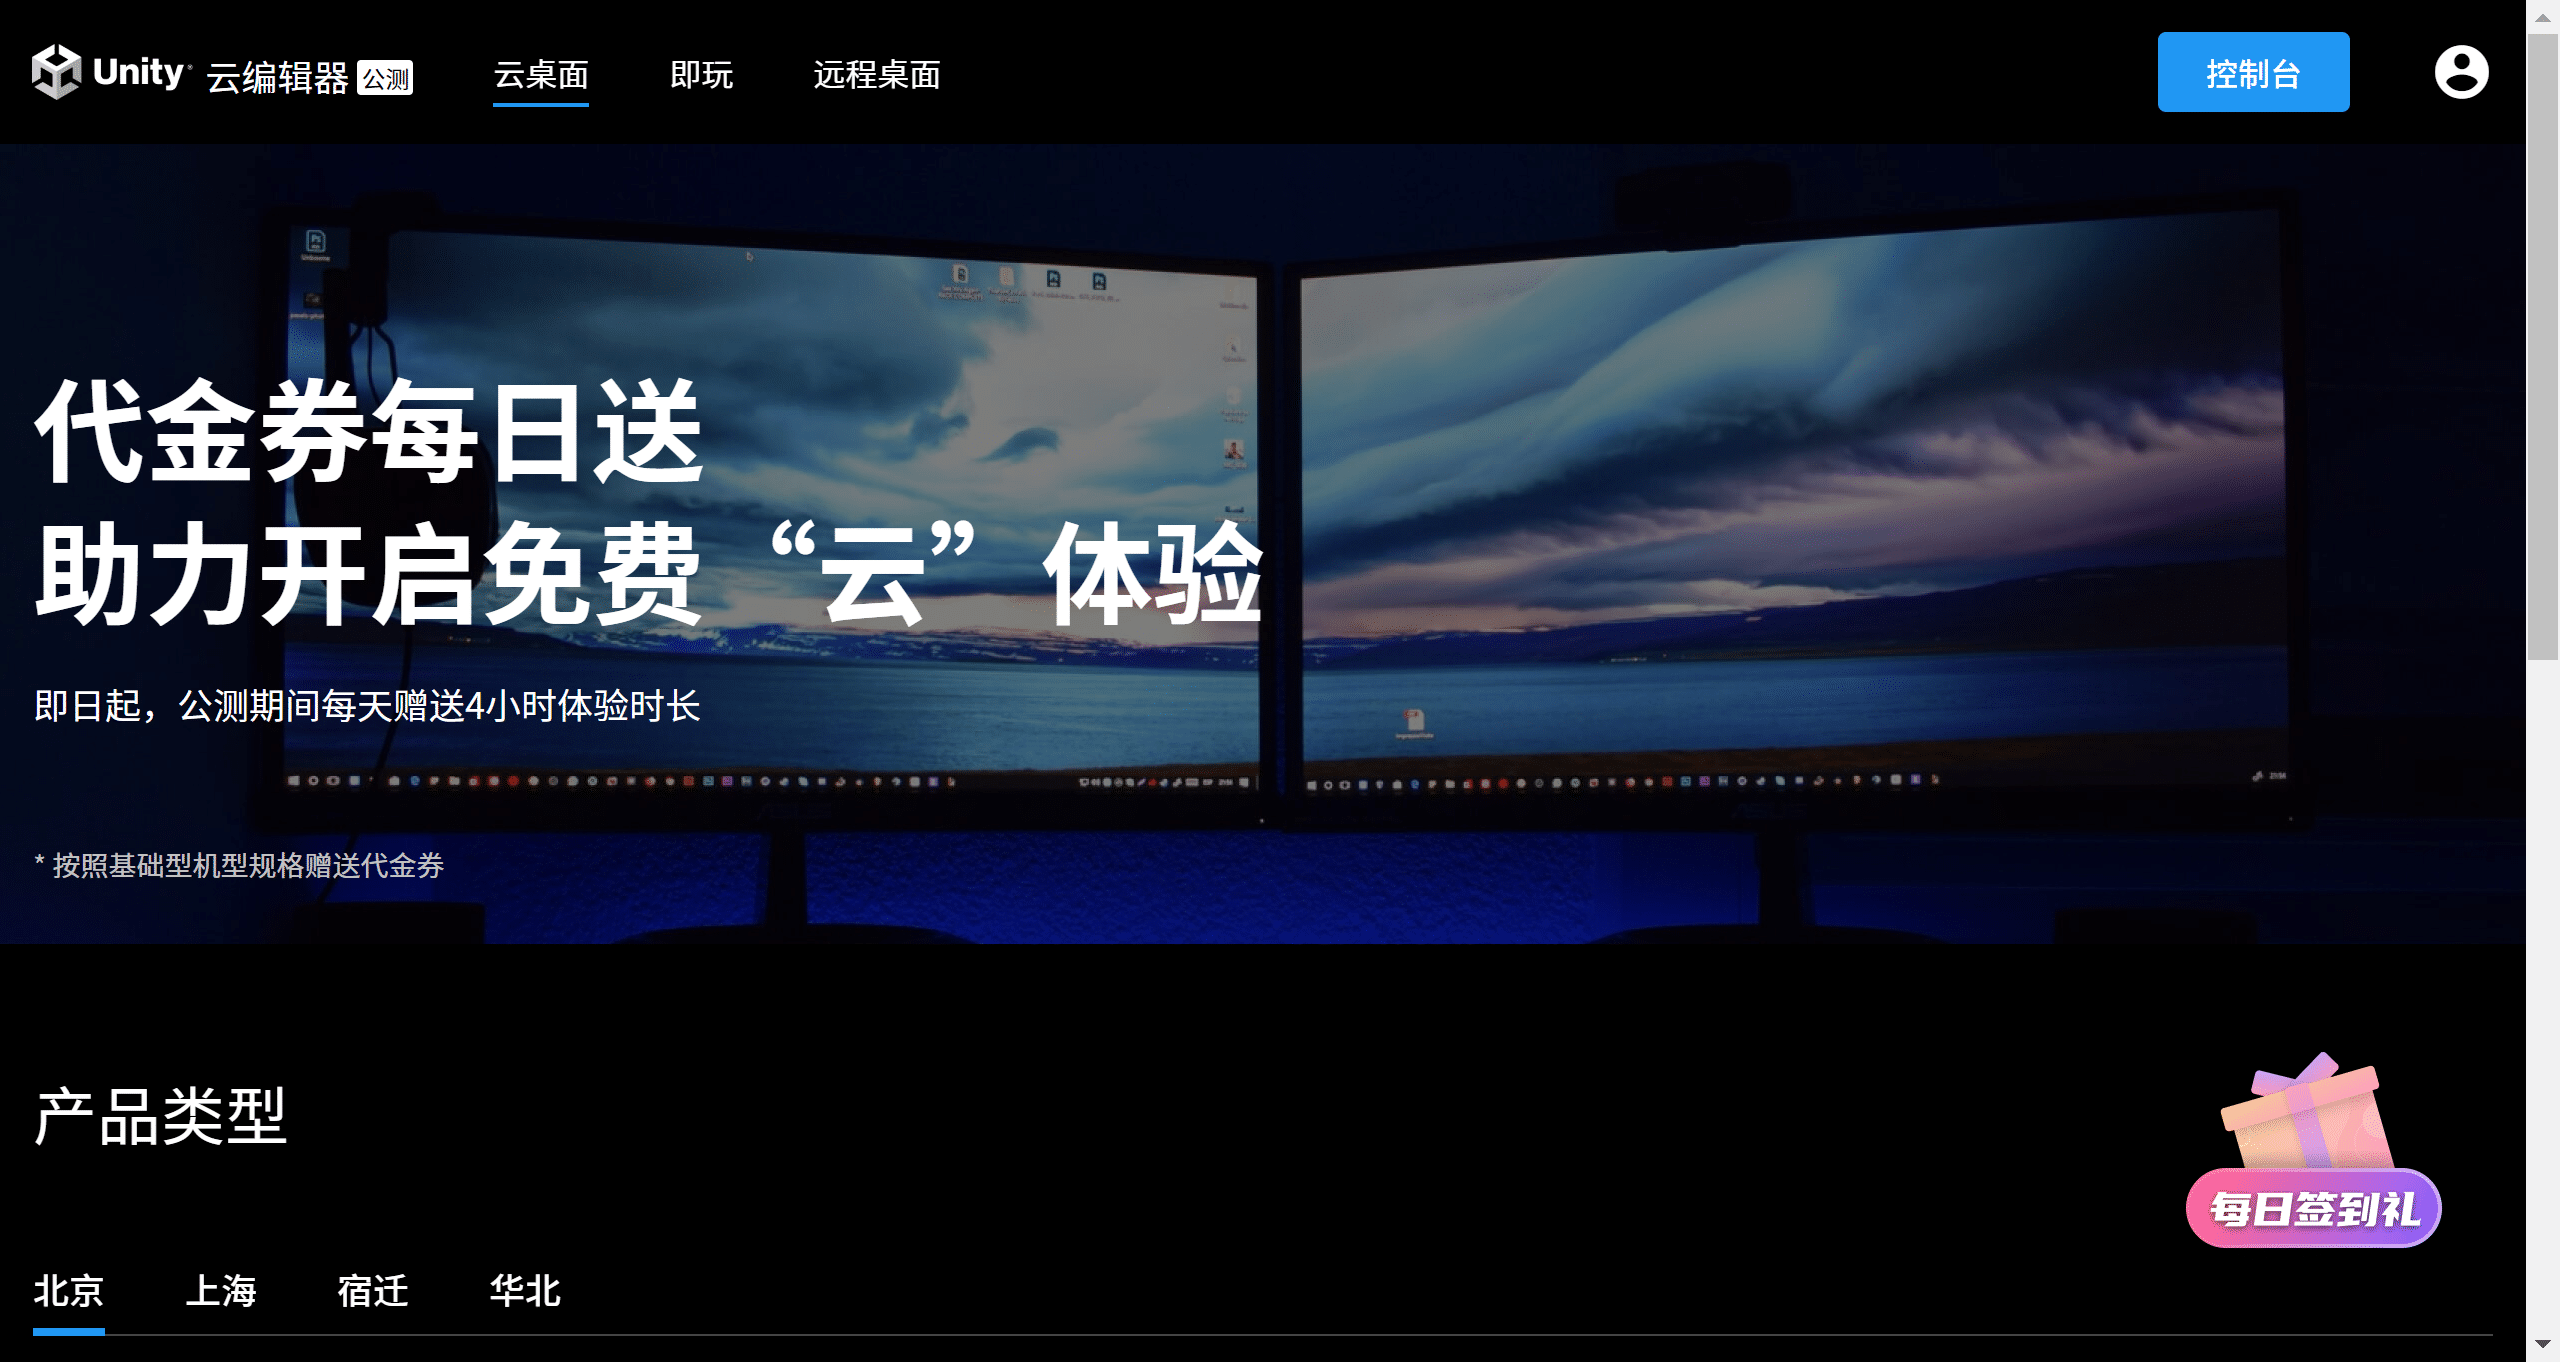 Unity 云编辑器 公测
云桌面
即玩
远程桌面
控制台
代金券每日送
助力开启免费“云”体验
即日起，公测期间每天赠送4小时体验时长
* 按照基础型机型规格赠送代金券
产品类型
每日签到礼
北京
上海
宿迁
华北